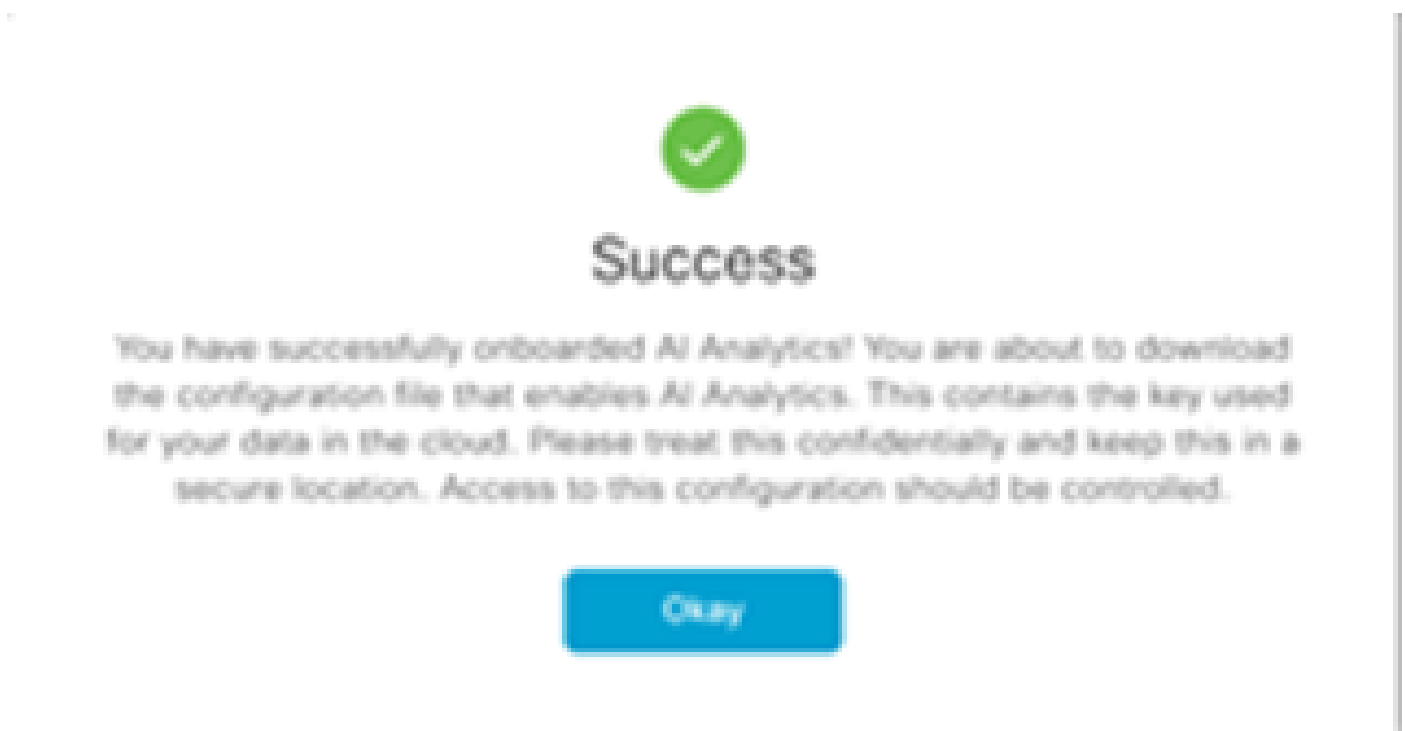 Success
You have successfully onboarded AI Analytics! You are about to download
the configuration file that enables AI Analytics. This contains the key used
for your data in the cloud. Please treat this confidentially and keep this in a
secure location. Access to this configuration should be controlled.
Okay